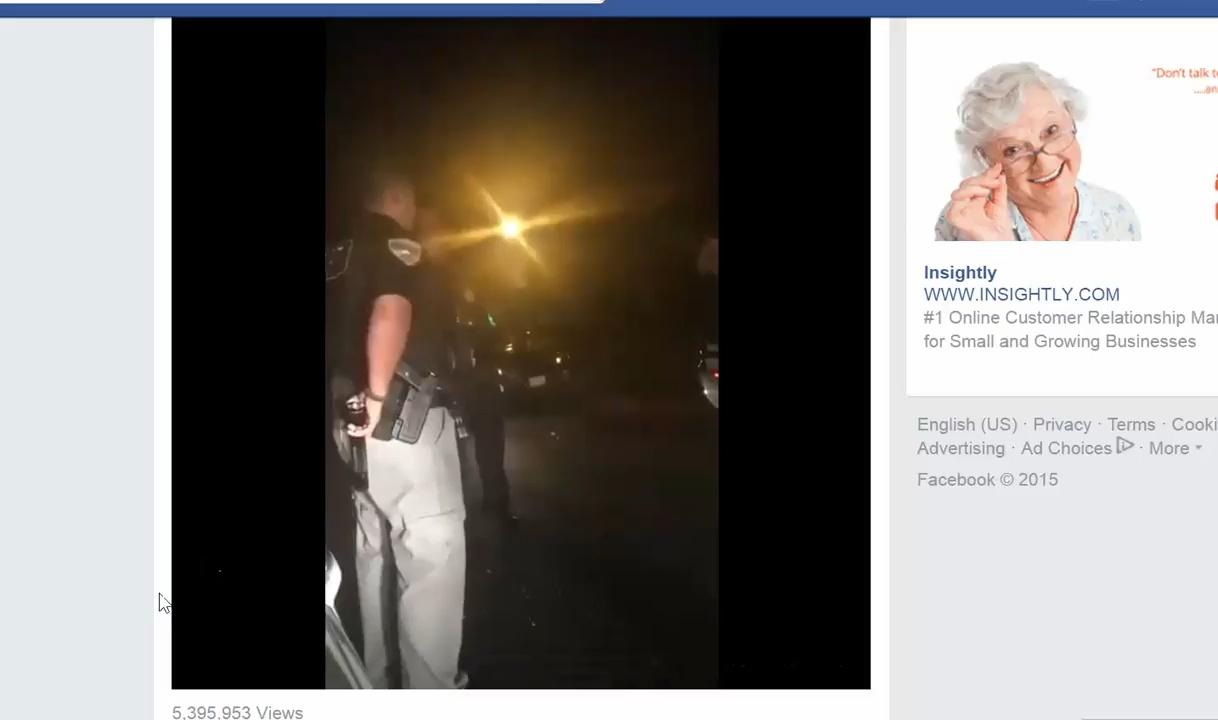 "Don't talk t
....an
Insightly
WWW.INSIGHTLY.COM
#1 Online Customer Relationship Ma
for Small and Growing Businesses
English (US) · Privacy · Terms · Cooki
Advertising · Ad Choices · More
Facebook © 2015
5,395,953 Views